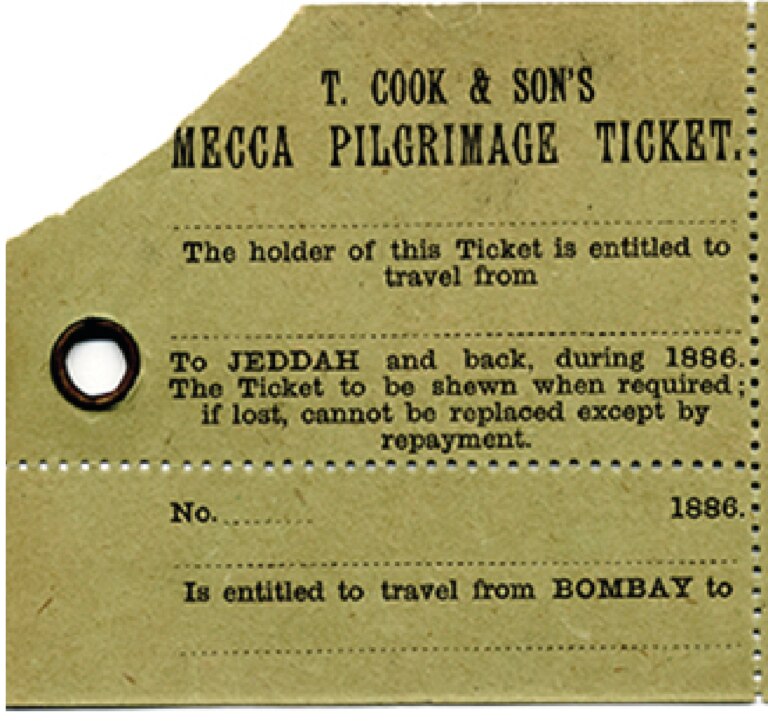 T. COOK & SON'S
MECCA PILGRIMAGE TICKET.
The holder of this Ticket is entitled to
travel from
To JEDDAH and back, during 1886.
The Ticket to be shewn when required;
if lost, cannot be replaced except by
repayment.
No. ......... 1886.
Is entitled to travel from BOMBAY to